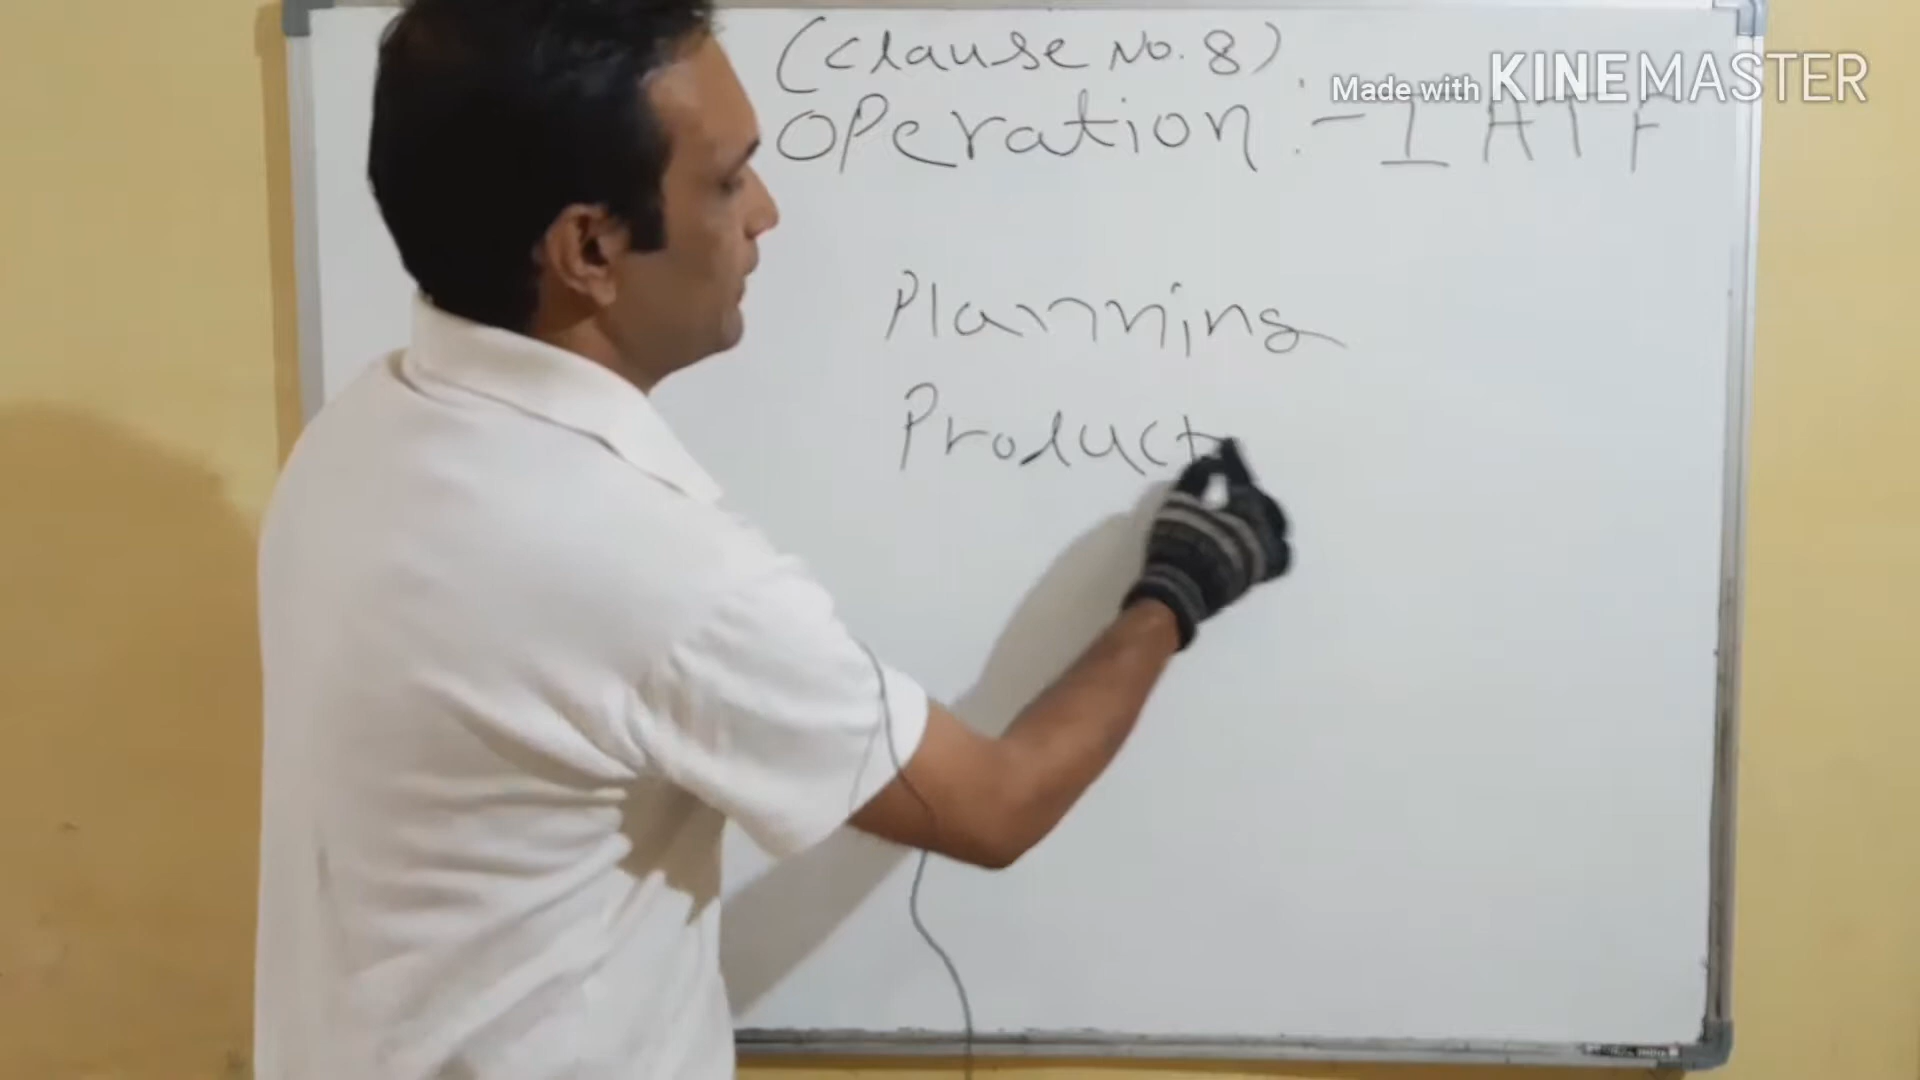 (Clause No. 8)
Made with KINEMASTER
Operation :- IATF
Planning
Product